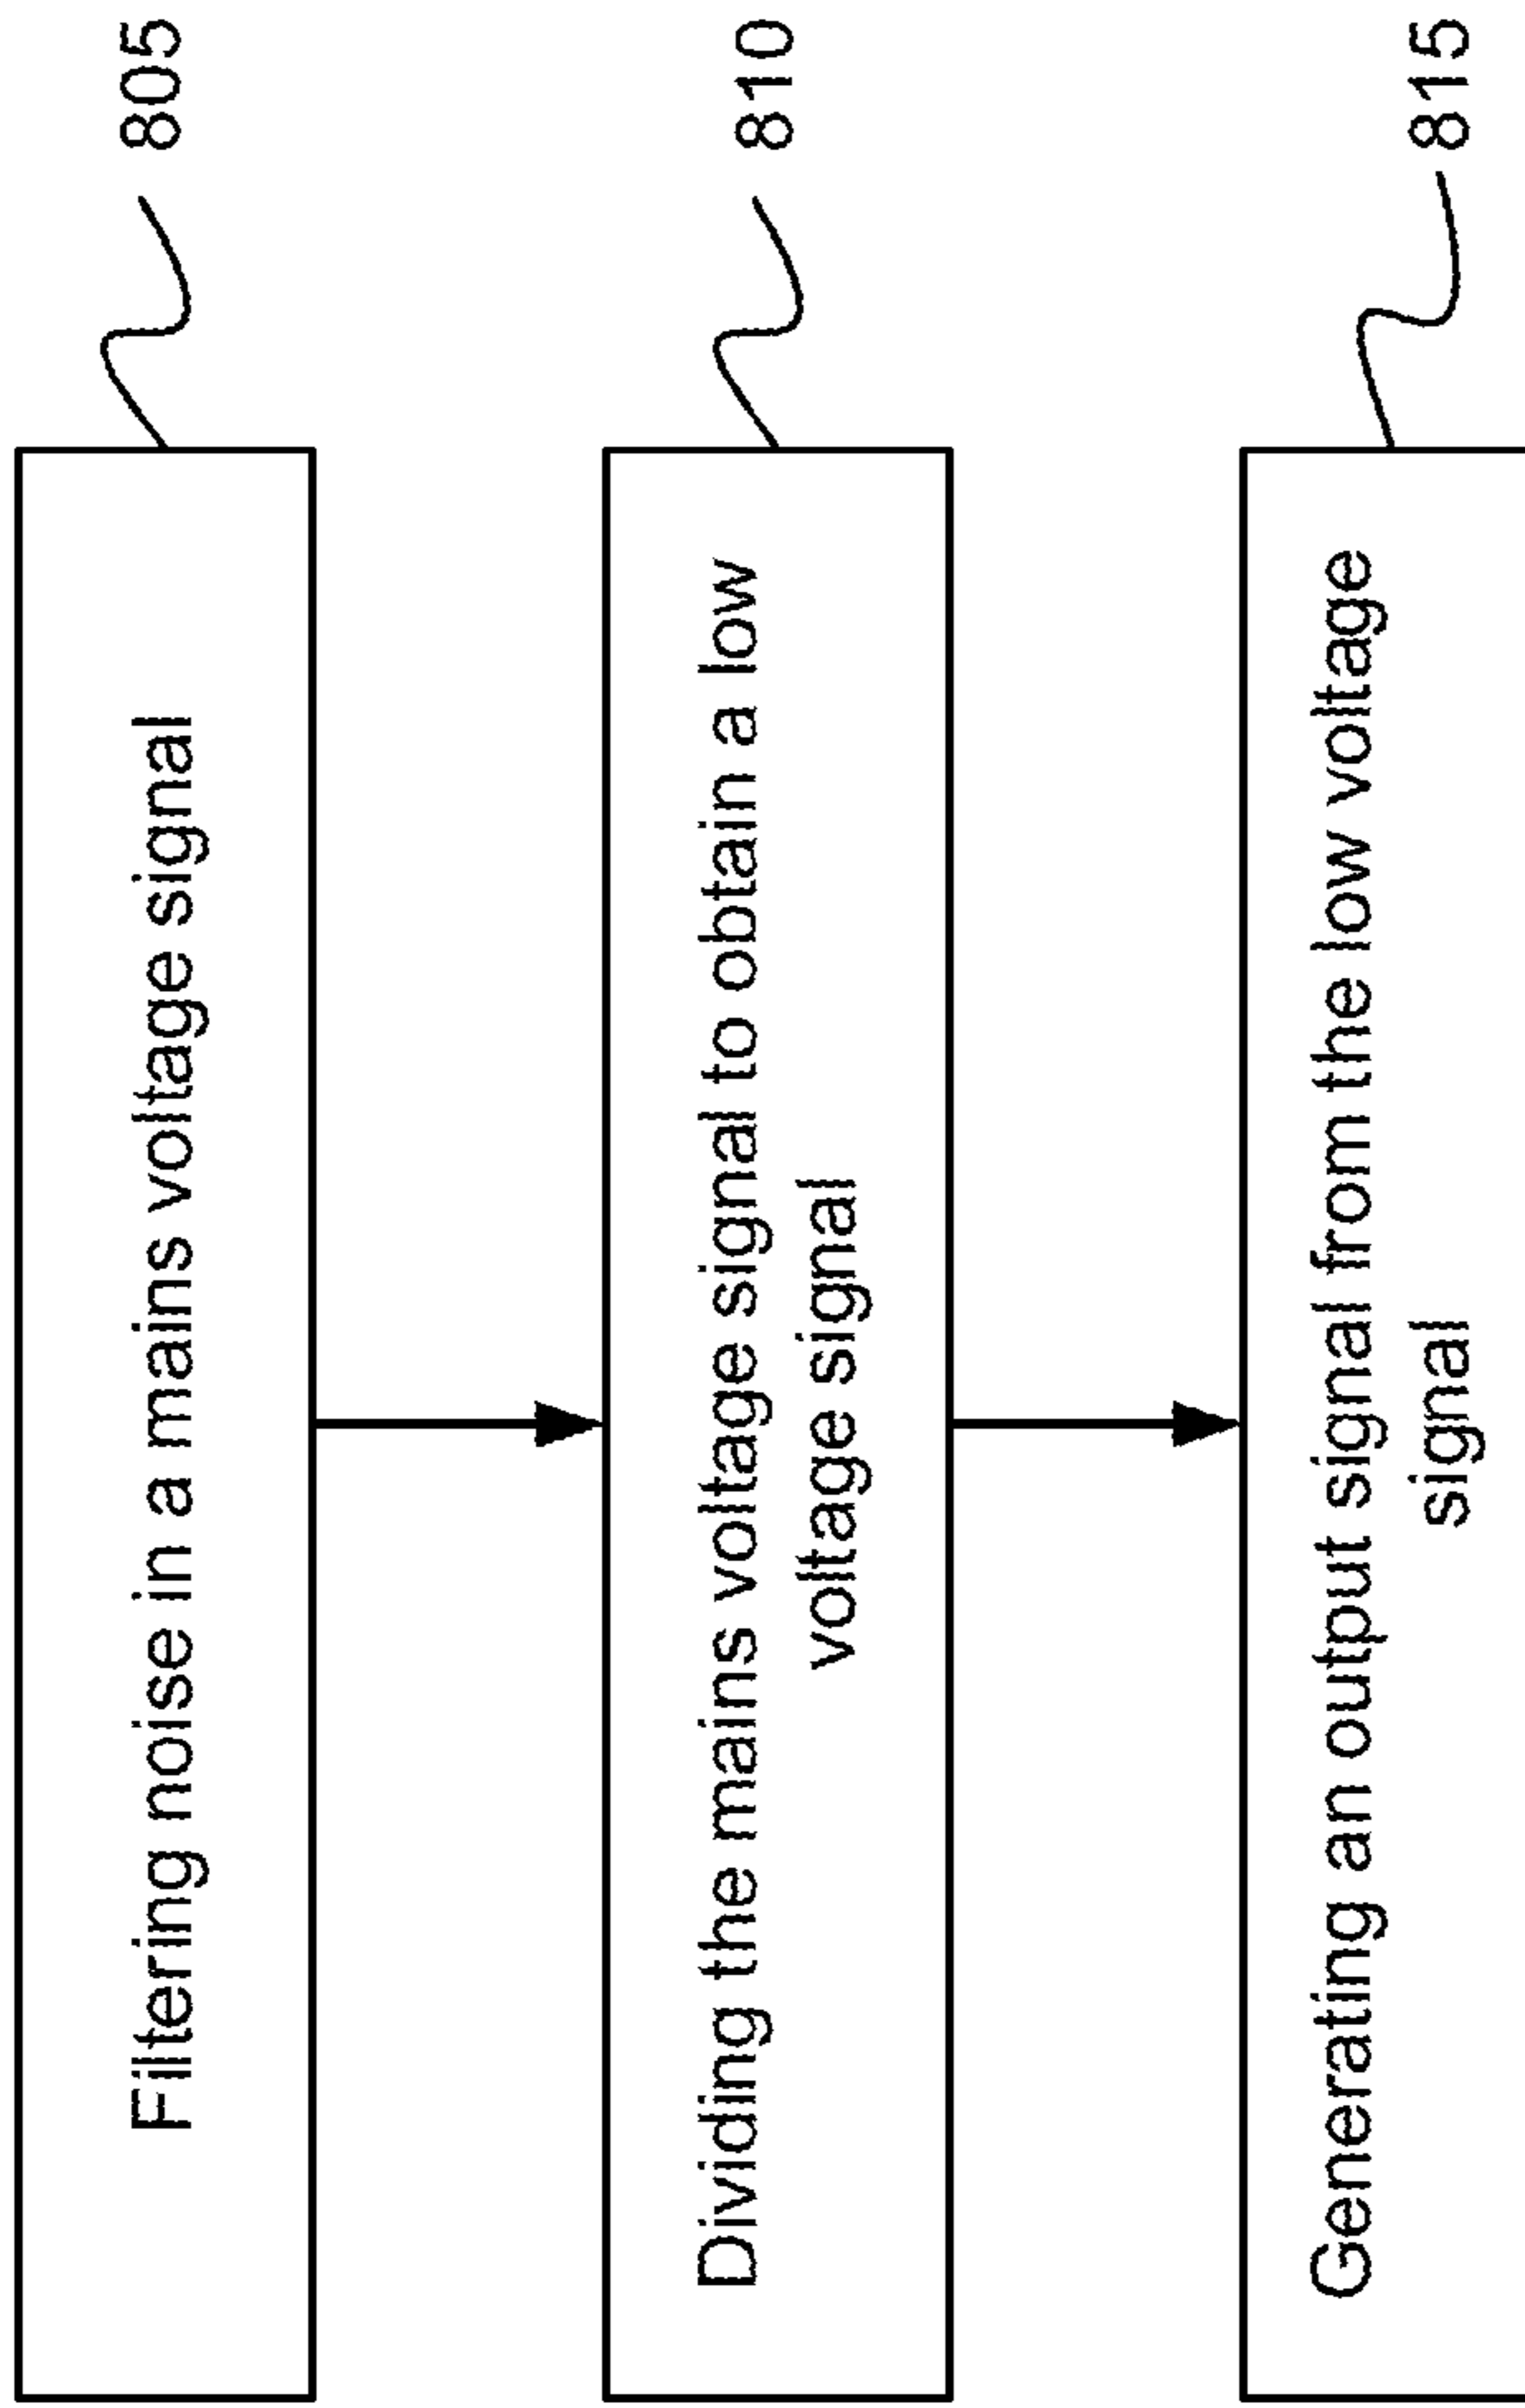 Filtering noise in a mains voltage signal
805
Dividing the mains voltage signal to obtain a low
voltage signal
810
Generating an output signal from the low voltage
signal
815